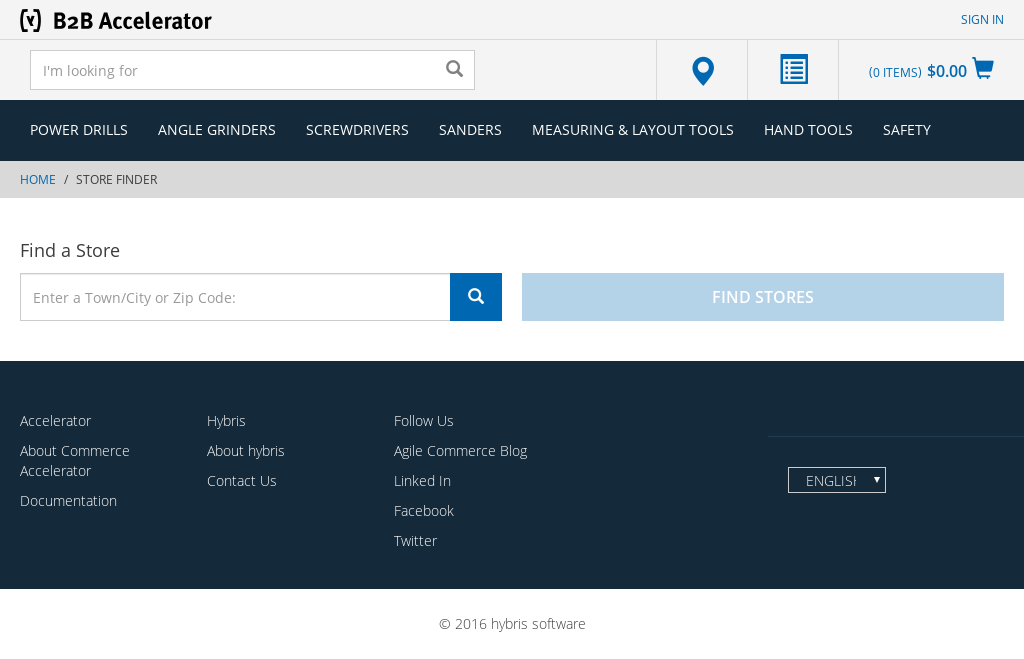 B2B Accelerator
SIGN IN
I'm looking for
(0 ITEMS) $0.00
POWER DRILLS ANGLE GRINDERS SCREWDRIVERS SANDERS MEASURING & LAYOUT TOOLS HAND TOOLS SAFETY
HOME / STORE FINDER
Find a Store
Enter a Town/City or Zip Code:
FIND STORES
Accelerator
About Commerce
Accelerator
Documentation
Hybris
About hybris
Contact Us
Follow Us
Agile Commerce Blog
Linked In
Facebook
Twitter
ENGLISH
© 2016 hybris software